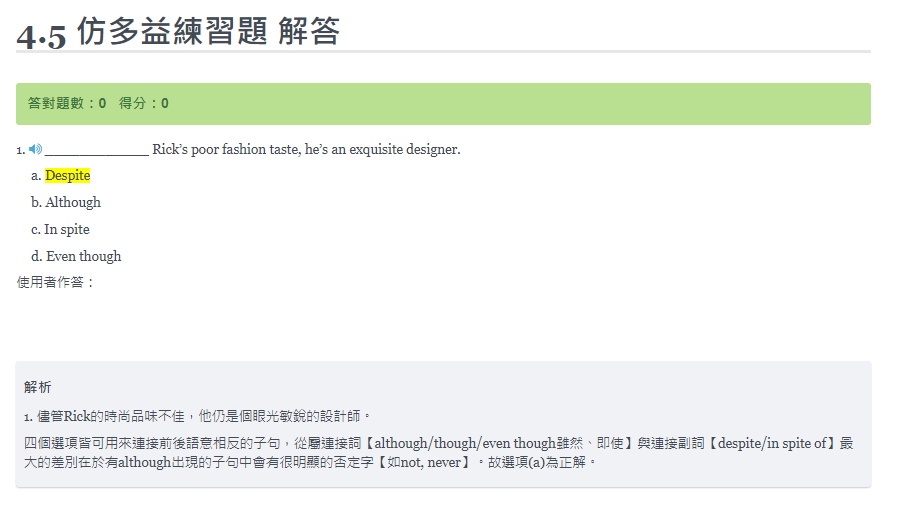 4.5 仿多益練習題 解答
答對題數：0 得分：0
1. _______________ Rick's poor fashion taste, he's an exquisite designer.
a. Despite
b. Although
c. In spite
d. Even though
使用者作答：
解析
1. 儘管Rick的時尚品味不佳，他仍是個眼光敏銳的設計師。
四個選項皆可用來連接前後語意相反的子句，從屬連接詞【although/though/even though雖然、即使】與連接副詞【despite/in spite of】最
大的差別在於有although出現的子句中會有很明顯的否定字【如not, never】。故選項(a)為正解。